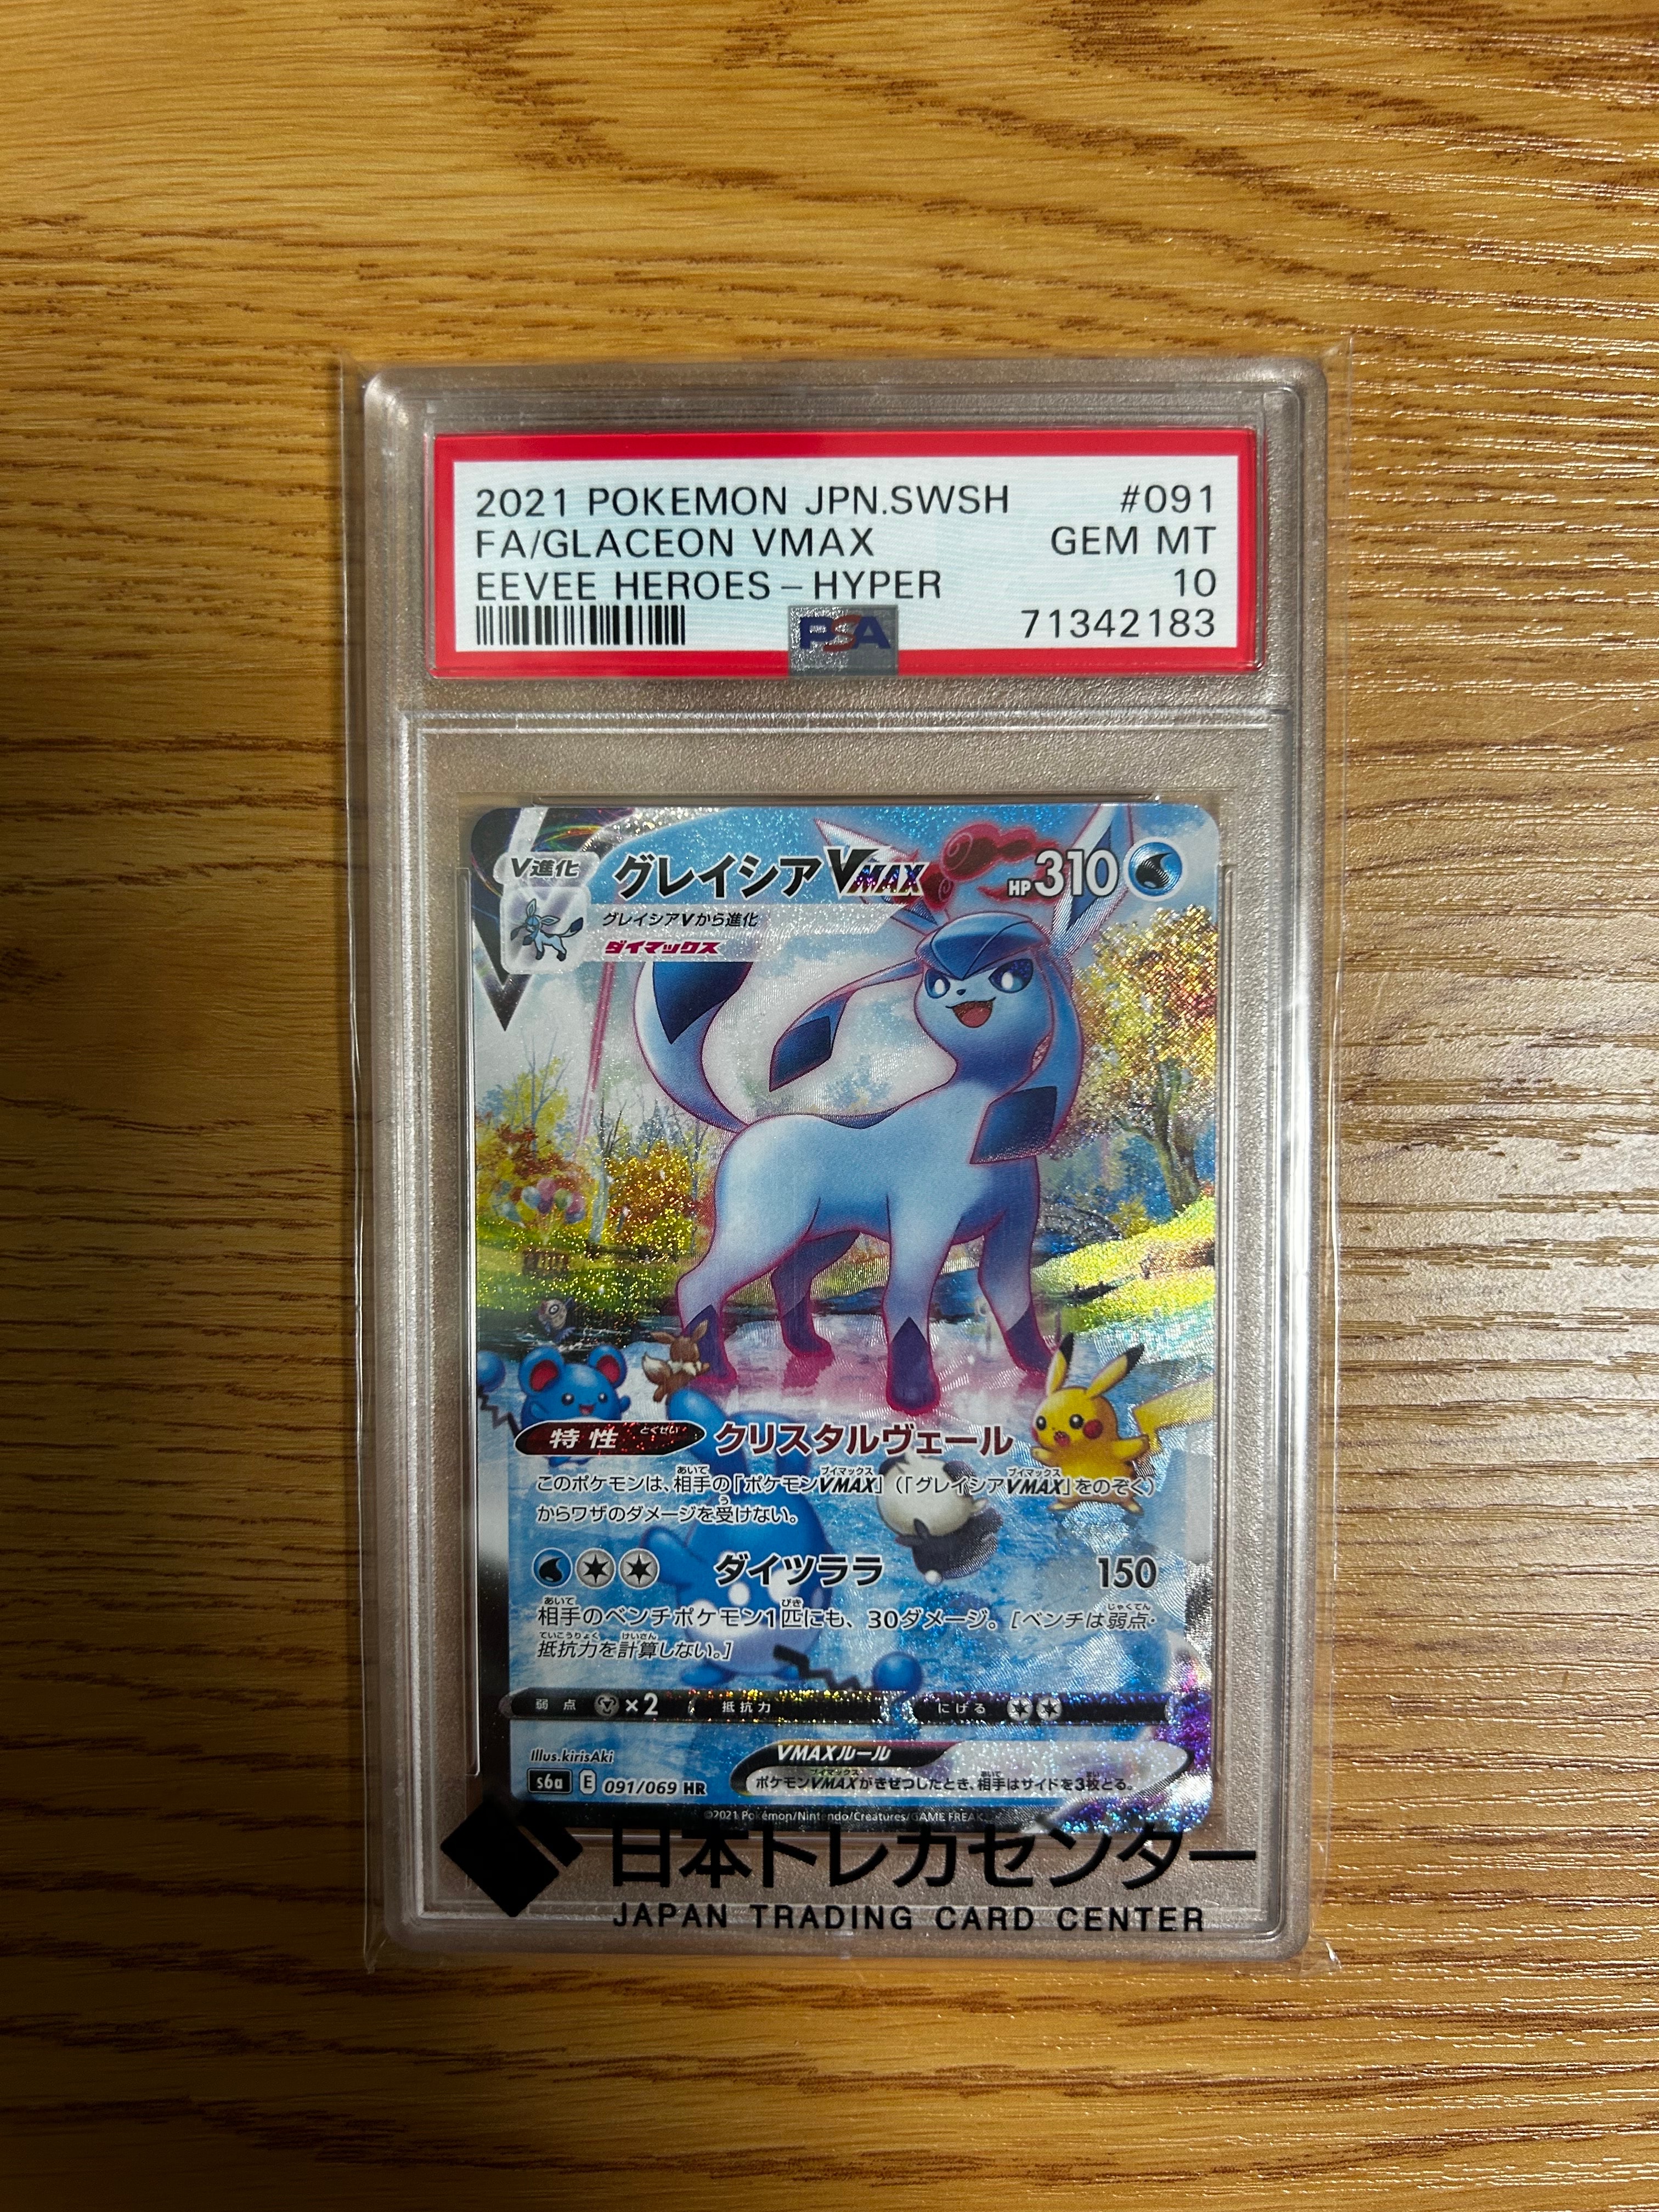 2021 POKEMON JPN.SWSH #091
FA/GLACEON VMAX GEM MT
EEVEE HEROES – HYPER 10
PSA 71342183
V進化 グレイシアVMAX HP310
グレイシアVから進化
ダイマックス
特性 とくせい クリスタルヴェール
このポケモンは、相手の「ポケモンVMAX」(「グレイシアVMAX」をのぞく)
からワザのダメージを受けない。
ダイツララ 150
相手のベンチポケモン1匹にも、30ダメージ。[ベンチは弱点・
抵抗力を計算しない。]
弱点 ×2 抵抗力 にげる
Illus.kirisAki VMAXルール
s6a E 091/069 HR ポケモンVMAXがきぜつしたとき、相手はサイドを3枚とる。
©2021 Pokémon/Nintendo/Creatures/GAME FREAK
日本トレカセンター
JAPAN TRADING CARD CENTER